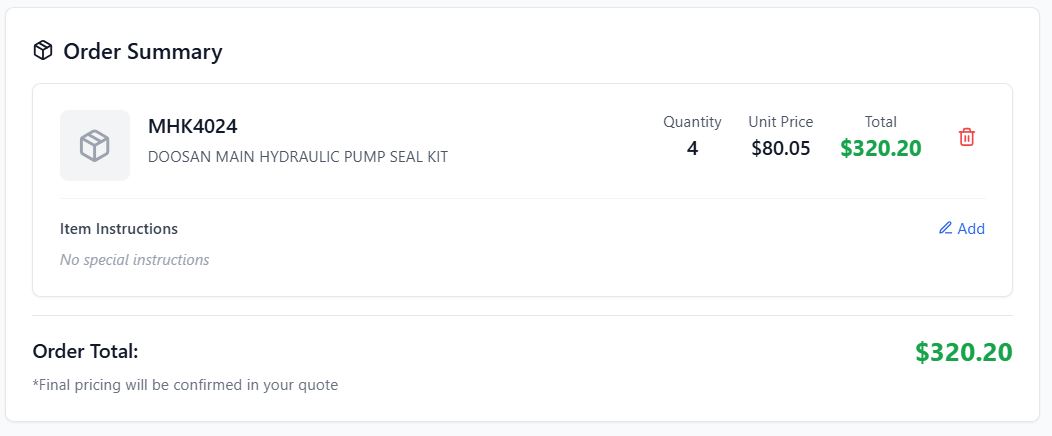 Order Summary
MHK4024
DOOSAN MAIN HYDRAULIC PUMP SEAL KIT
Quantity
4
Unit Price
$80.05
Total
$320.20
Item Instructions
Add
No special instructions
Order Total:
$320.20
*Final pricing will be confirmed in your quote